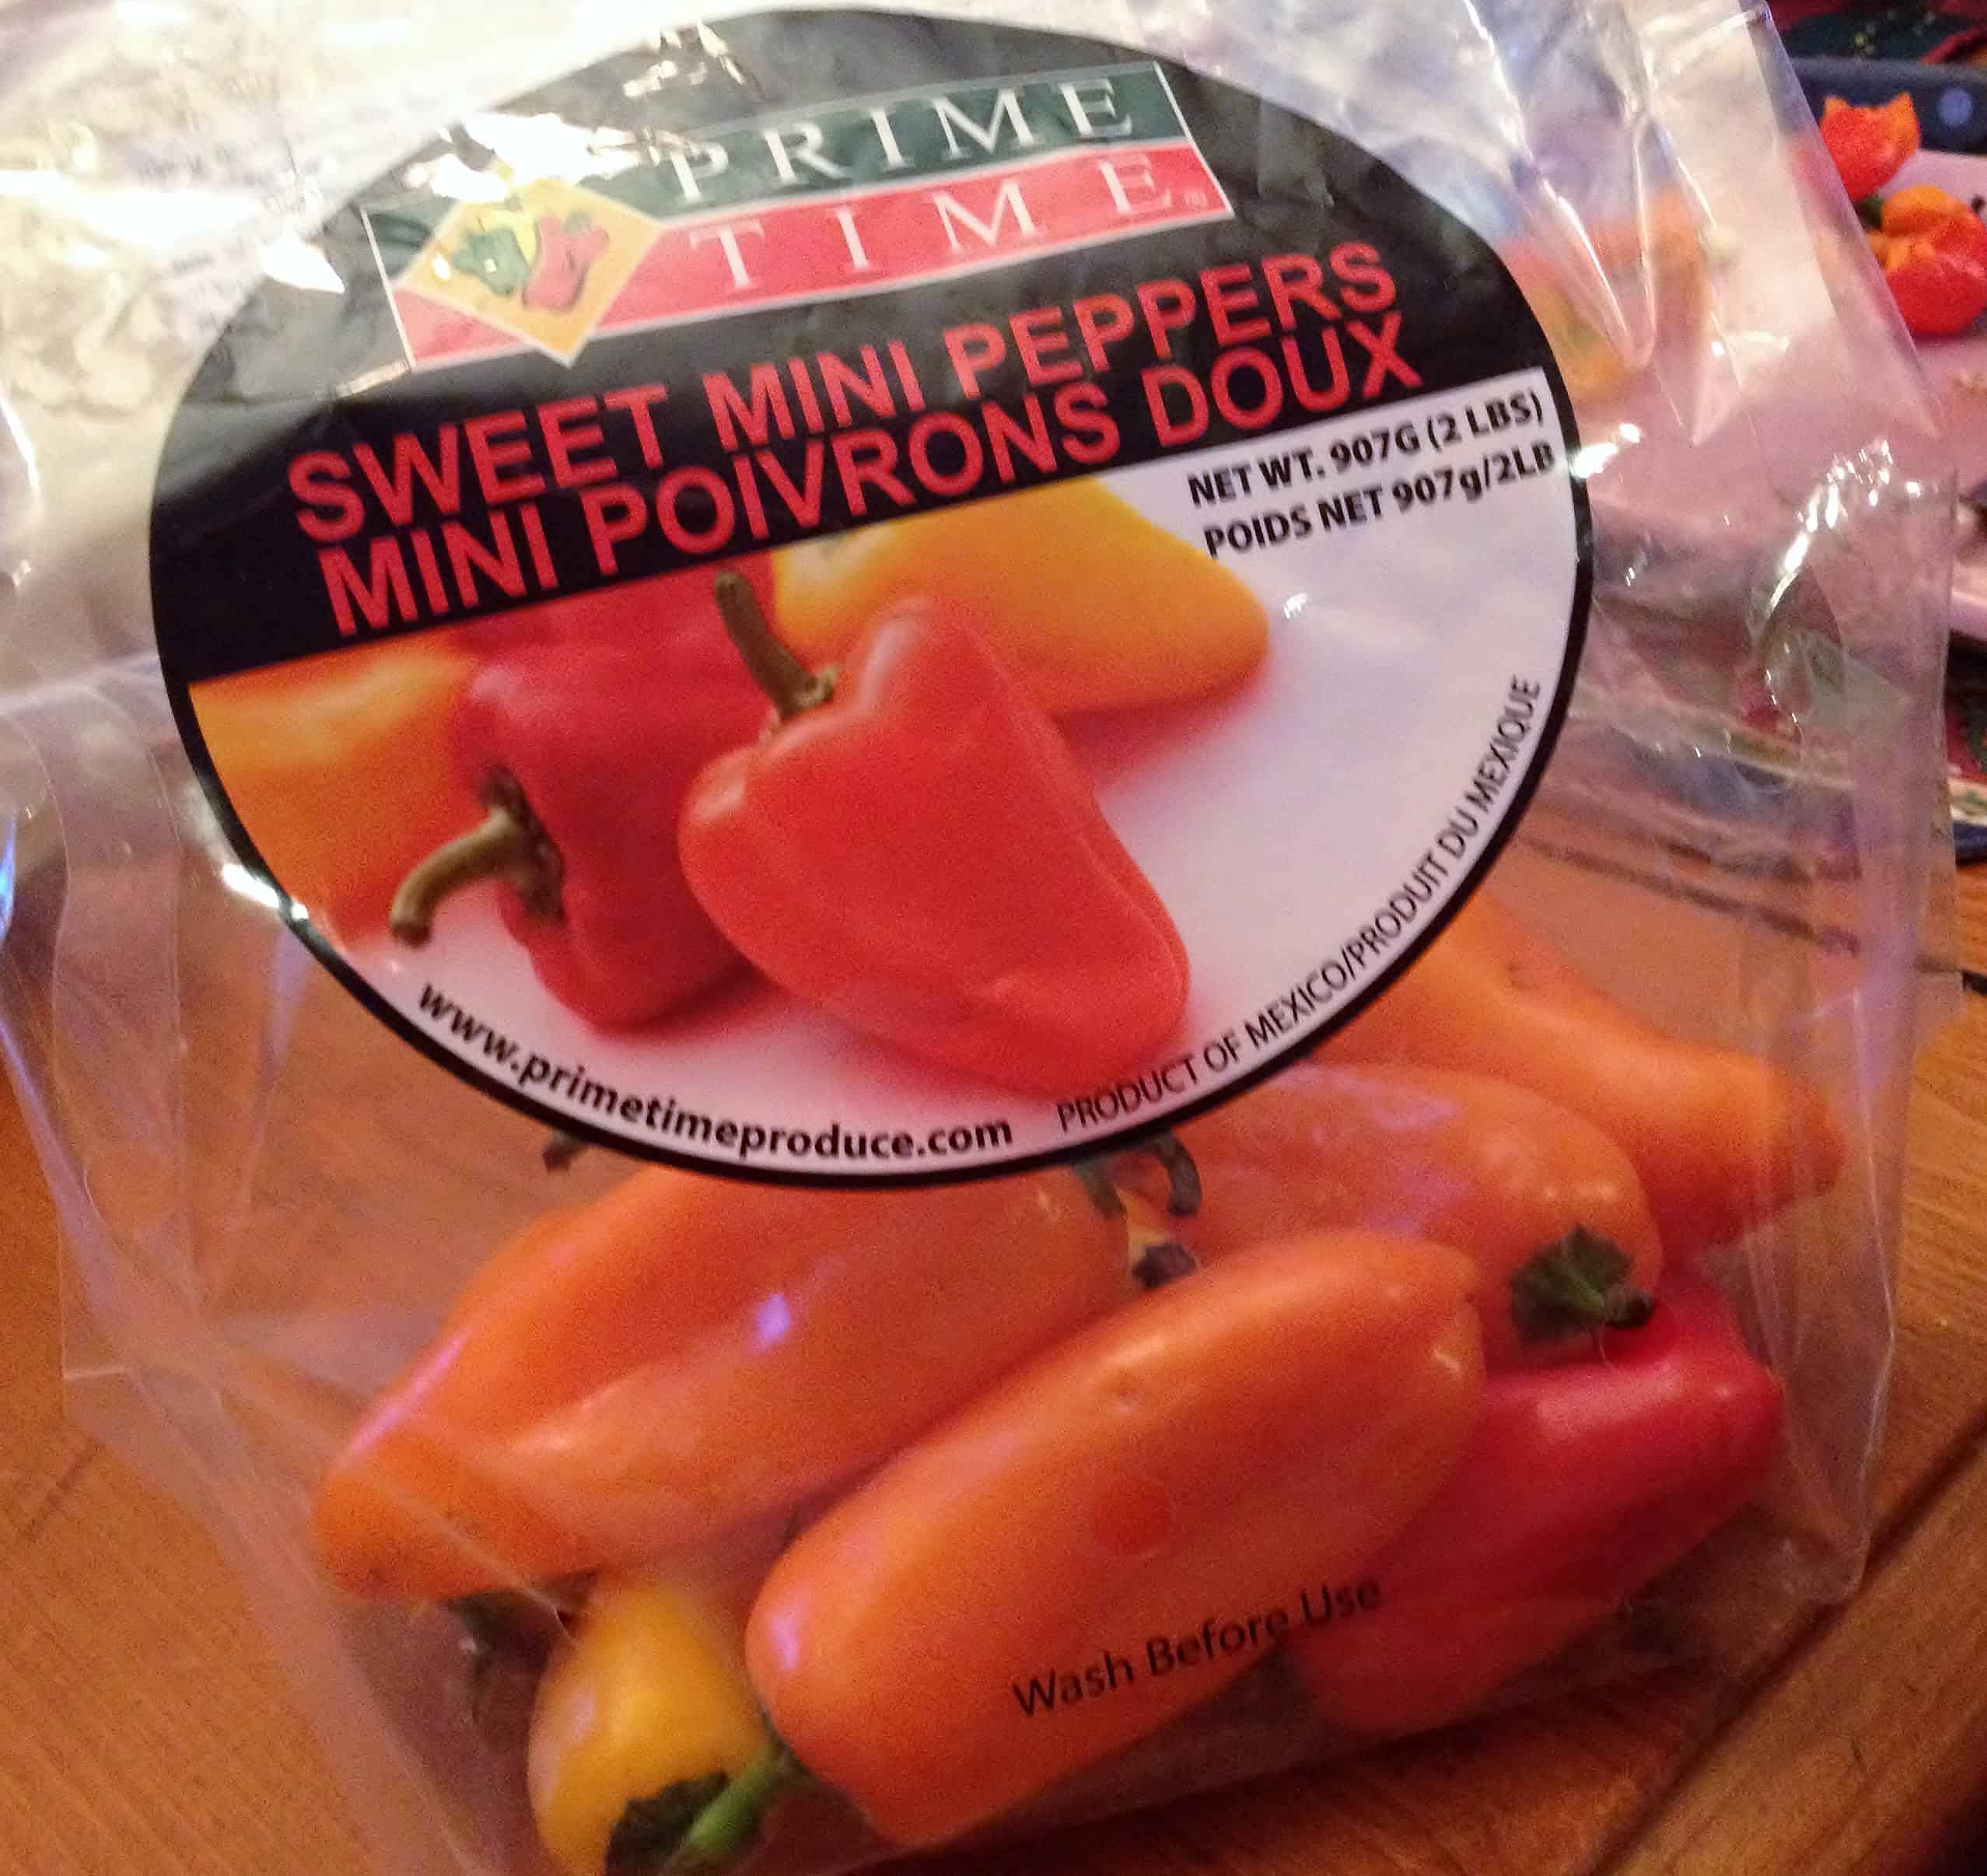 PRIME
TIME®
SWEET MINI PEPPERS
MINI POIVRONS DOUX
NET WT. 907G (2 LBS)
POIDS NET 907g/2LB
www.primetimeproduce.com
PRODUCT OF MEXICO/PRODUIT DU MEXIQUE
Wash Before Use